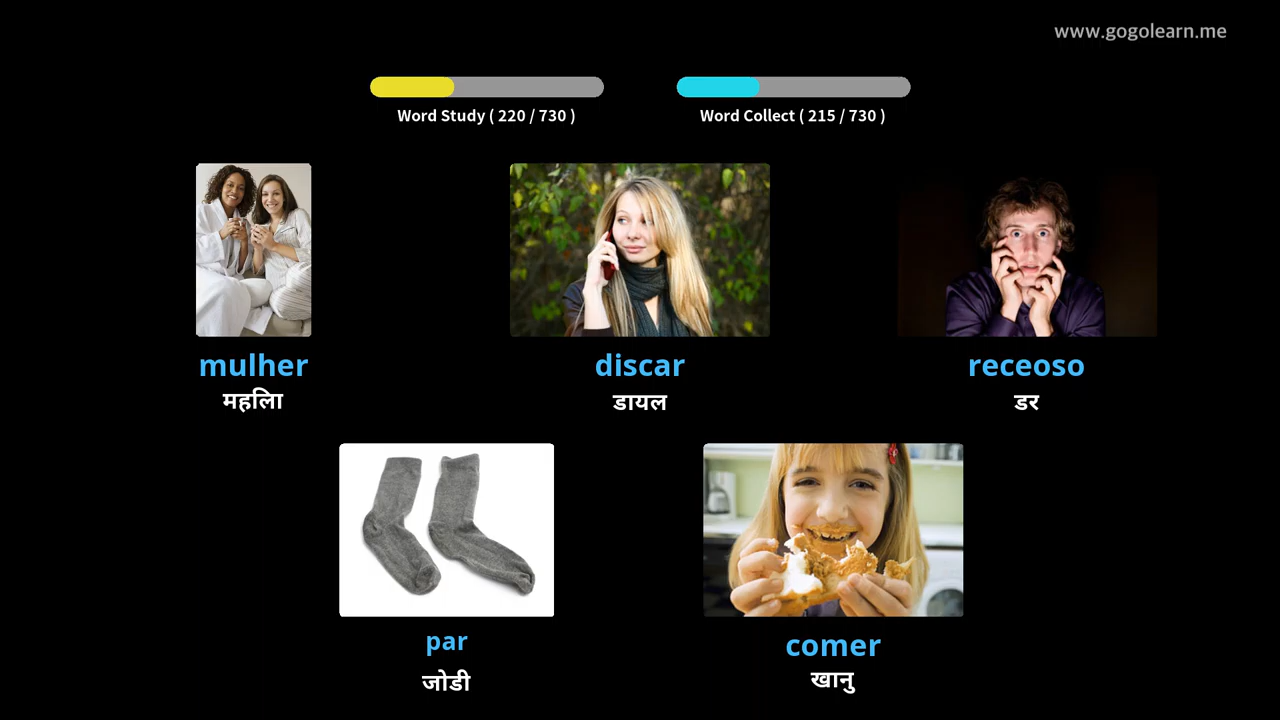 www.gogolearn.me
Word Study ( 220 / 730 )
Word Collect ( 215 / 730 )
mulher
महिला
discar
डायल
receoso
डर
par
जोडी
comer
खानु